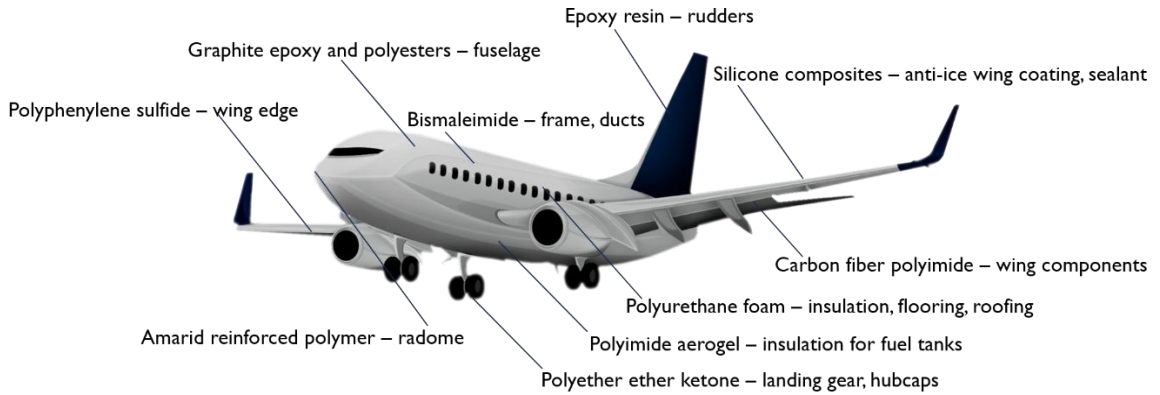 Epoxy resin – rudders
Graphite epoxy and polyesters – fuselage
Silicone composites – anti-ice wing coating, sealant
Polyphenylene sulfide – wing edge
Bismaleimide – frame, ducts
Carbon fiber polyimide – wing components
Polyurethane foam – insulation, flooring, roofing
Amarid reinforced polymer – radome
Polyimide aerogel – insulation for fuel tanks
Polyether ether ketone – landing gear, hubcaps